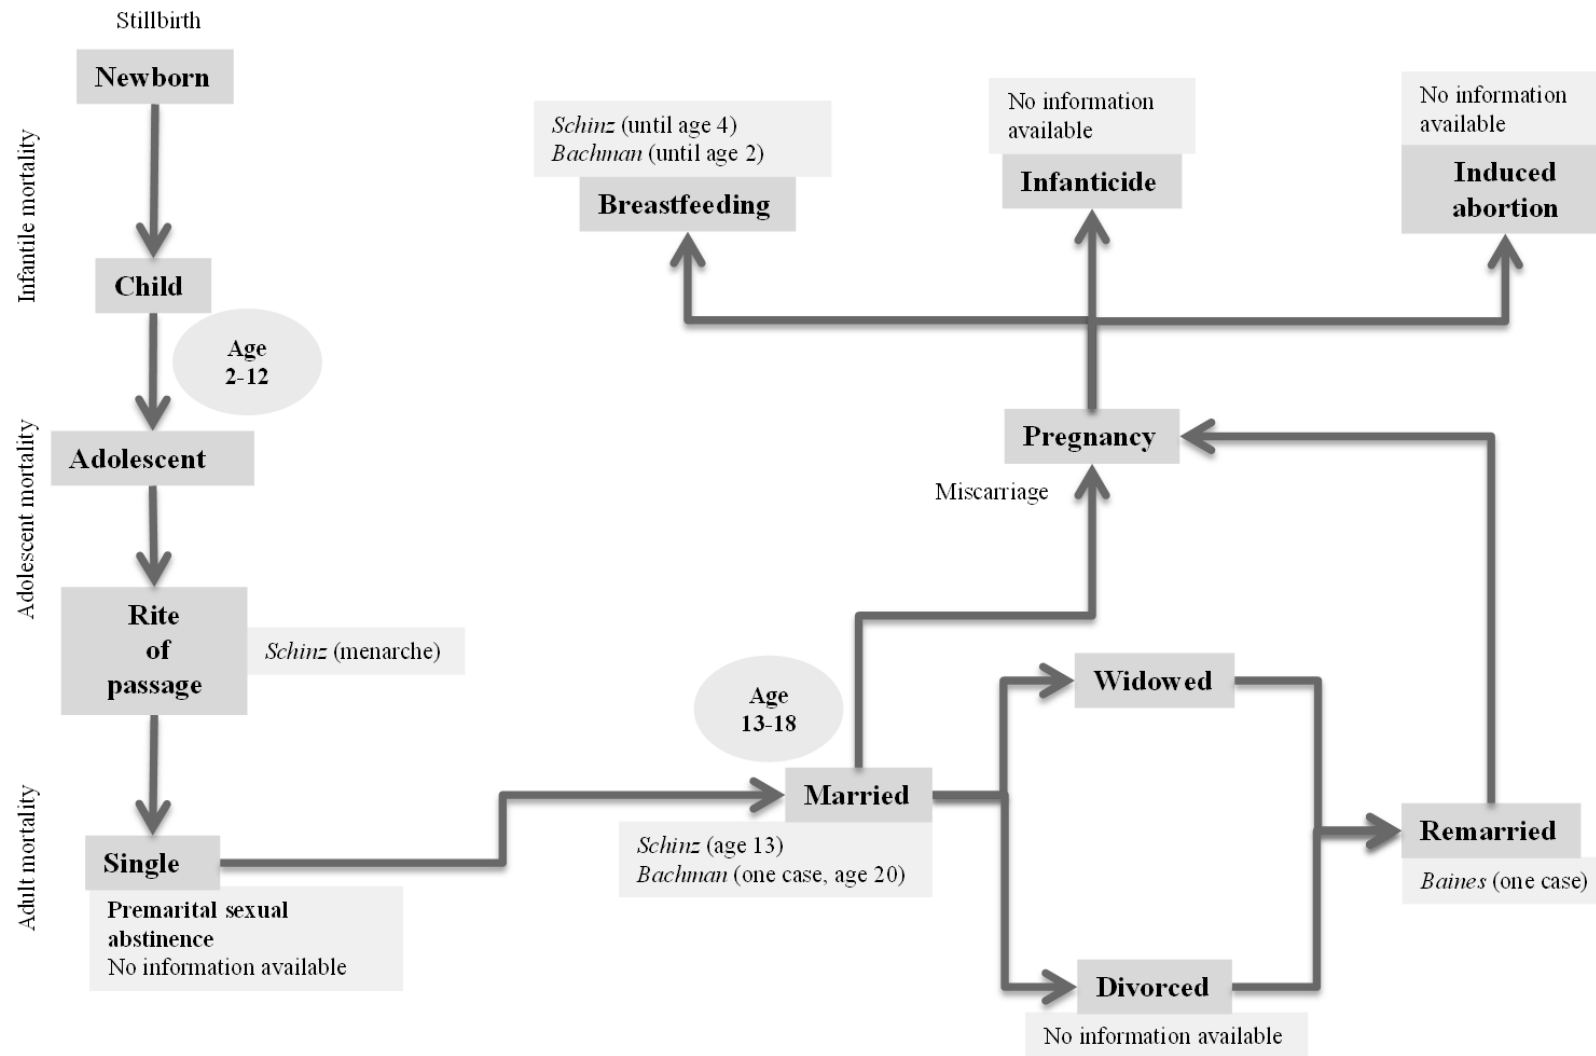 Stillbirth
Newborn
Infantile mortality
Child
Age
2-12
Adolescent
Adolescent mortality
Rite
of
passage
Schinz (menarche)
Adult mortality
Single
Premarital sexual
abstinence
No information available
Schinz (until age 4)
Bachman (until age 2)
Breastfeeding
No information
available
Infanticide
No information
available
Induced
abortion
Pregnancy
Miscarriage
Age
13-18
Married
Schinz (age 13)
Bachman (one case, age 20)
Widowed
Divorced
No information available
Remarried
Baines (one case)